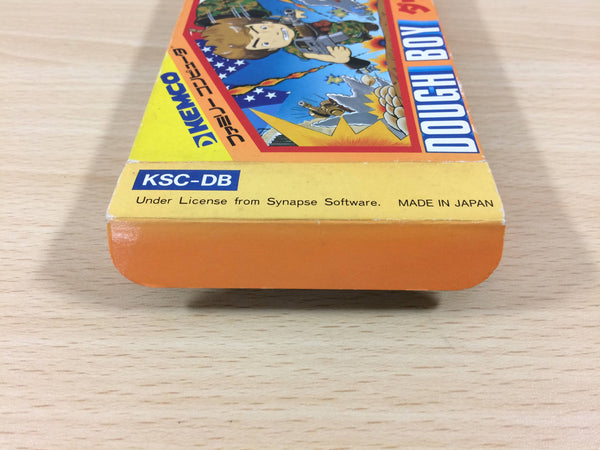 KEMCO
ファミリーコンピュータ
DOUGH BOY
KSC-DB
Under License from Synapse Software. MADE IN JAPAN